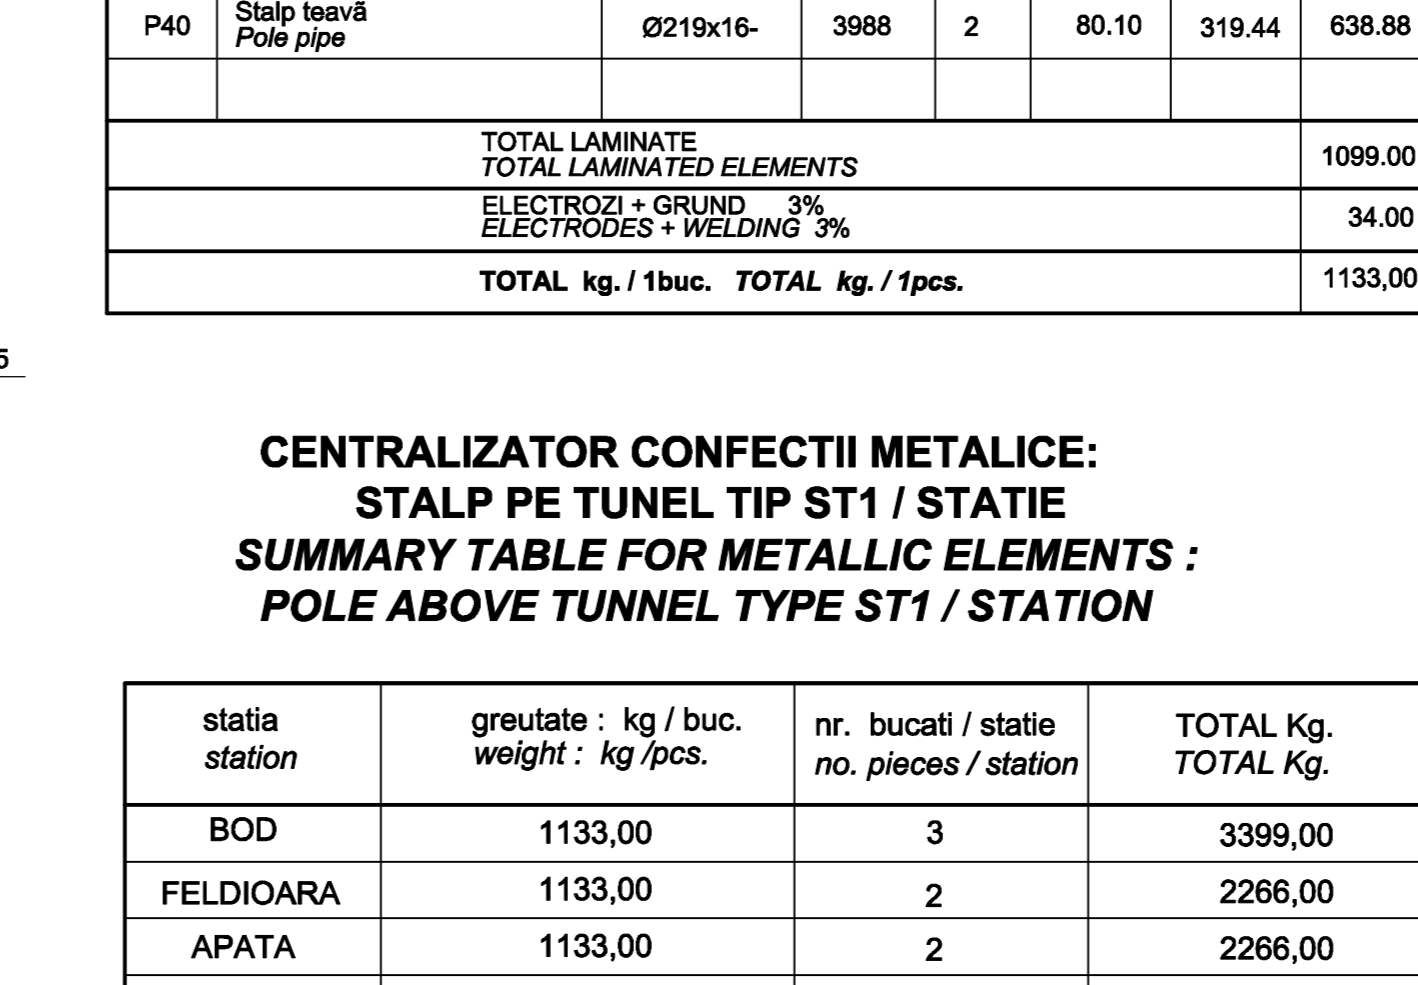 P40 Stalp teavă Ø219x16- 3988 2 80.10 319.44 638.88
Pole pipe
TOTAL LAMINATE 1099.00
TOTAL LAMINATED ELEMENTS
ELECTROZI + GRUND 3% 34.00
ELECTRODES + WELDING 3%
TOTAL kg. / 1buc. TOTAL kg. / 1pcs. 1133,00
5
CENTRALIZATOR CONFECTII METALICE:
STALP PE TUNEL TIP ST1 / STATIE
SUMMARY TABLE FOR METALLIC ELEMENTS :
POLE ABOVE TUNNEL TYPE ST1 / STATION
statia greutate : kg / buc. nr. bucati / statie TOTAL Kg.
station weight : kg /pcs. no. pieces / station TOTAL Kg.
BOD 1133,00 3 3399,00
FELDIOARA 1133,00 2 2266,00
APATA 1133,00 2 2266,00